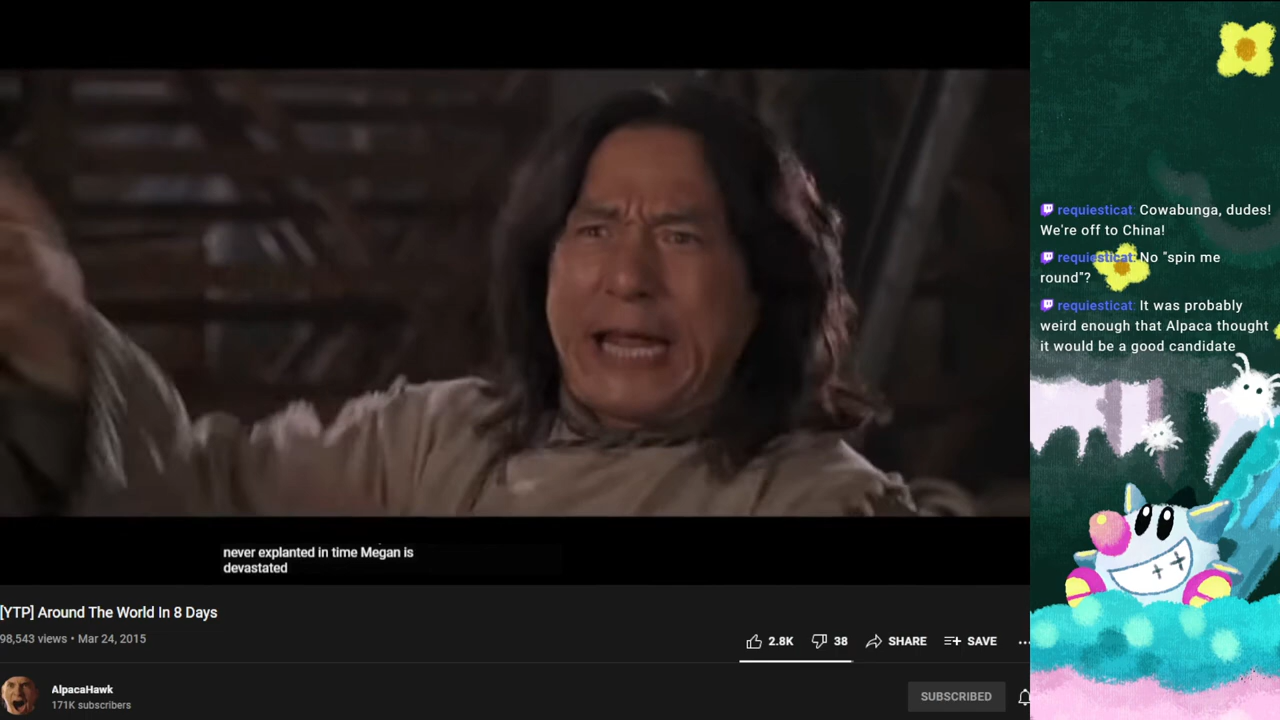 never explanted in time Megan is
devastated
[YTP] Around The World In 8 Days
98,543 views • Mar 24, 2015
2.8K
38
SHARE
SAVE
...
AlpacaHawk
171K subscribers
SUBSCRIBED
requiesticat: Cowabunga, dudes!
We're off to China!
requiesticat: No "spin me
round"?
requiesticat: It was probably
weird enough that Alpaca thought
it would be a good candidate